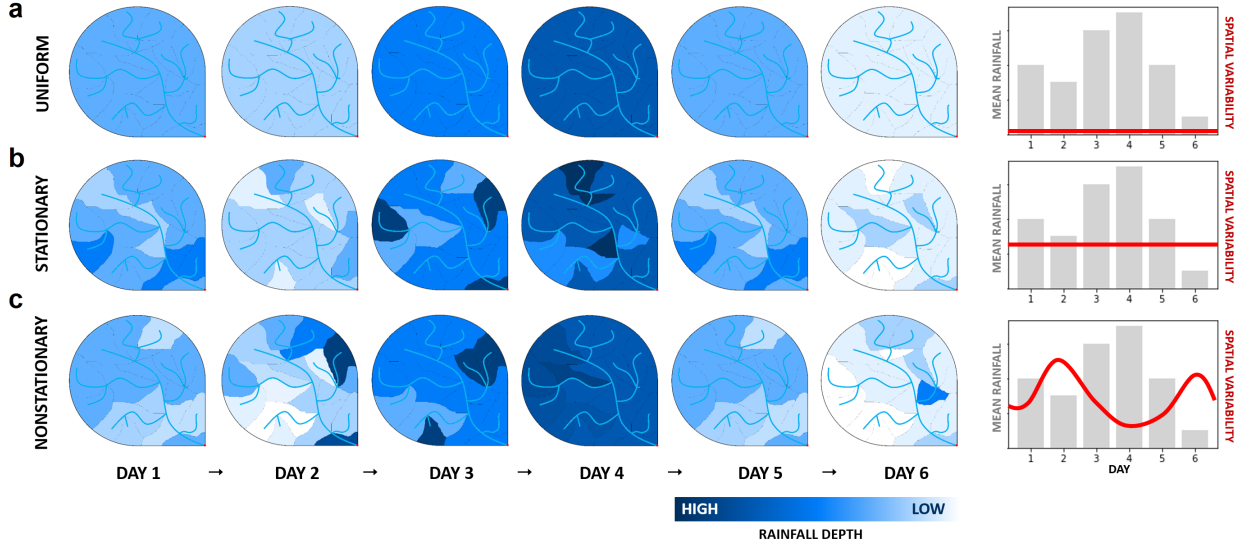 a
UNIFORM
MEAN RAINFALL
SPATIAL VARIABILITY
1 2 3 4 5 6
b
STATIONARY
MEAN RAINFALL
SPATIAL VARIABILITY
1 2 3 4 5 6
c
NONSTATIONARY
MEAN RAINFALL
SPATIAL VARIABILITY
1 2 3 4 5 6
DAY
DAY 1 → DAY 2 → DAY 3 → DAY 4 → DAY 5 → DAY 6
HIGH LOW
RAINFALL DEPTH